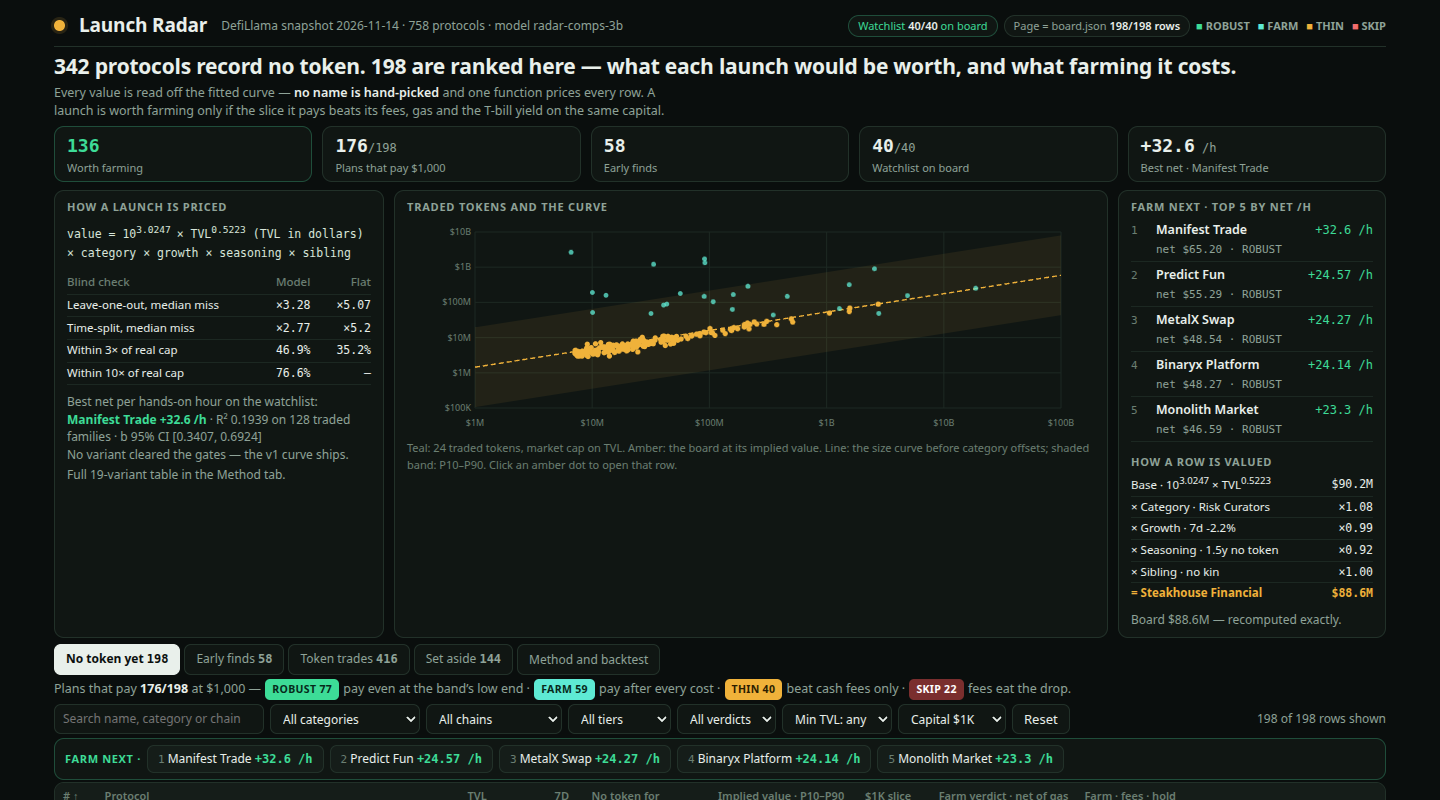 Launch Radar DefiLlama snapshot 2026-11-14 · 758 protocols · model radar-comps-3b Watchlist 40/40 on board Page = board.json 198/198 rows ROBUST FARM THIN SKIP
342 protocols record no token. 198 are ranked here — what each launch would be worth, and what farming it costs.
Every value is read off the fitted curve — no name is hand-picked and one function prices every row. A
launch is worth farming only if the slice it pays beats its fees, gas and the T-bill yield on the same capital.
136
Worth farming
176/198
Plans that pay $1,000
58
Early finds
40/40
Watchlist on board
+32.6 /h
Best net · Manifest Trade
HOW A LAUNCH IS PRICED
value = 10^3.0247 × TVL^0.5223 (TVL in dollars)
× category × growth × seasoning × sibling
Blind check Model Flat
Leave-one-out, median miss ×3.28 ×5.07
Time-split, median miss ×2.77 ×5.2
Within 3× of real cap 46.9% 35.2%
Within 10× of real cap 76.6% —
Best net per hands-on hour on the watchlist:
Manifest Trade +32.6 /h · R² 0.1939 on 128 traded
families · b 95% CI [0.3407, 0.6924]
No variant cleared the gates — the v1 curve ships.
Full 19-variant table in the Method tab.
TRADED TOKENS AND THE CURVE
$10B
$1B
$100M
$10M
$1M
$100K
$1M $10M $100M $1B $10B $100B
Teal: 24 traded tokens, market cap on TVL. Amber: the board at its implied value. Line: the size curve before category offsets; shaded
band: P10–P90. Click an amber dot to open that row.
FARM NEXT · TOP 5 BY NET /H
1 Manifest Trade +32.6 /h
net $65.20 · ROBUST
2 Predict Fun +24.57 /h
net $55.29 · ROBUST
3 MetalX Swap +24.27 /h
net $48.54 · ROBUST
4 Binaryx Platform +24.14 /h
net $48.27 · ROBUST
5 Monolith Market +23.3 /h
net $46.59 · ROBUST
HOW A ROW IS VALUED
Base · 10^3.0247 × TVL^0.5223 $90.2M
× Category · Risk Curators ×1.08
× Growth · 7d -2.2% ×0.99
× Seasoning · 1.5y no token ×0.92
× Sibling · no kin ×1.00
= Steakhouse Financial $88.6M
Board $88.6M — recomputed exactly.
No token yet 198 Early finds 58 Token trades 416 Set aside 144 Method and backtest
Plans that pay 176/198 at $1,000 — ROBUST 77 pay even at the band's low end · FARM 59 pay after every cost · THIN 40 beat cash fees only · SKIP 22 fees eat the drop.
Search name, category or chain All categories All chains All tiers All verdicts Min TVL: any Capital $1K Reset 198 of 198 rows shown
FARM NEXT · 1 Manifest Trade +32.6 /h 2 Predict Fun +24.57 /h 3 MetalX Swap +24.27 /h 4 Binaryx Platform +24.14 /h 5 Monolith Market +23.3 /h
# ↑ Protocol TVL 7D No token for Implied value · P10–P90 $1K slice Farm verdict · net of gas Farm · fees · hold